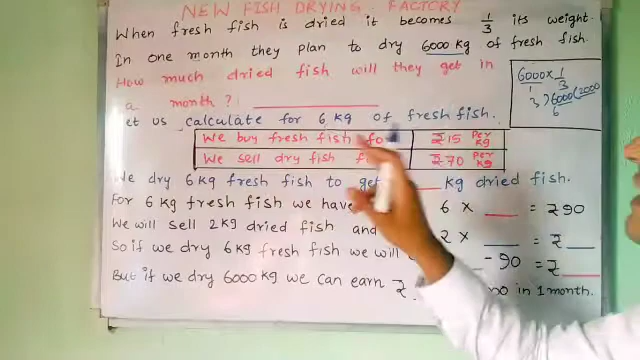 NEW FISH DRYING FACTORY
When fresh fish is dried it becomes 1/3 its weight.
In one month they plan to dry 6000 kg of fresh fish.
How much dried fish will they get in
a month? ________
6000 × 1/3
3)6000(2000
6
et us calculate for 6 kg of fresh fish.
We buy fresh fish fo ₹15 Per kg
We sell dry fish f ₹70 Per kg
We dry 6 kg fresh fish to get ___ kg dried fish.
For 6 kg fresh fish we have 6 × ___ = ₹90
We will sell 2 kg dried fish and 2 × ___ = ₹ ___
So if we dry 6 kg fresh fish we will - 90 = ₹ ___
But if we dry 6000 kg we can earn ₹ in 1 month.